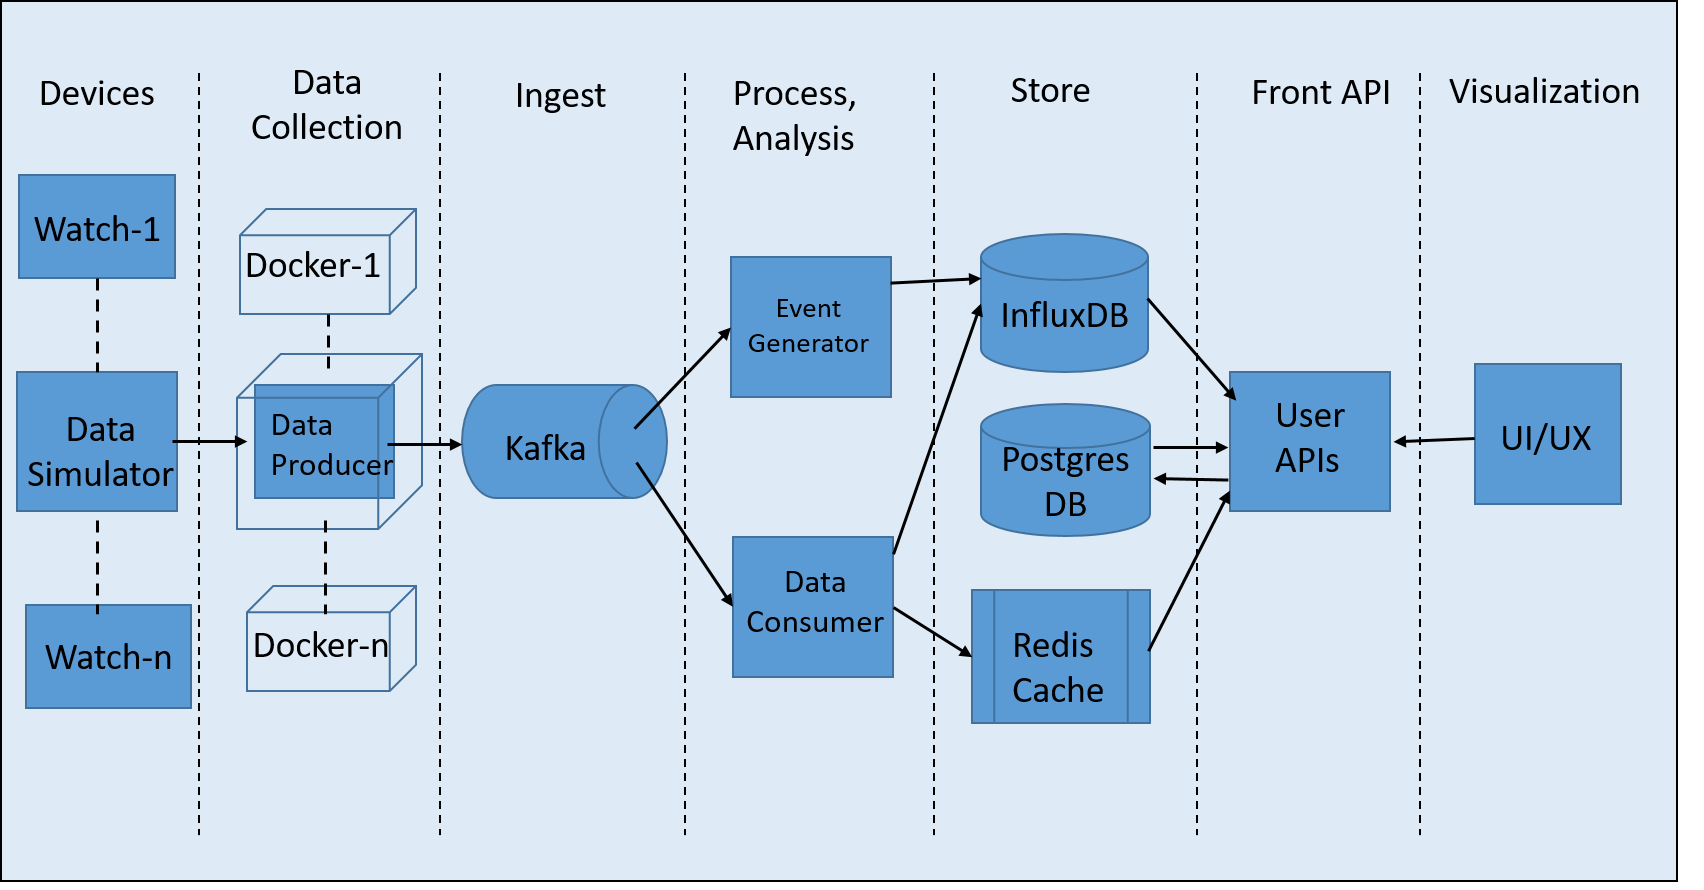 Devices
Data
Collection
Ingest
Process,
Analysis
Store
Front API
Visualization
Watch-1
Data
Simulator
Watch-n
Docker-1
Data
Producer
Docker-n
Kafka
Event
Generator
Data
Consumer
InfluxDB
Postgres
DB
Redis
Cache
User
APIs
UI/UX